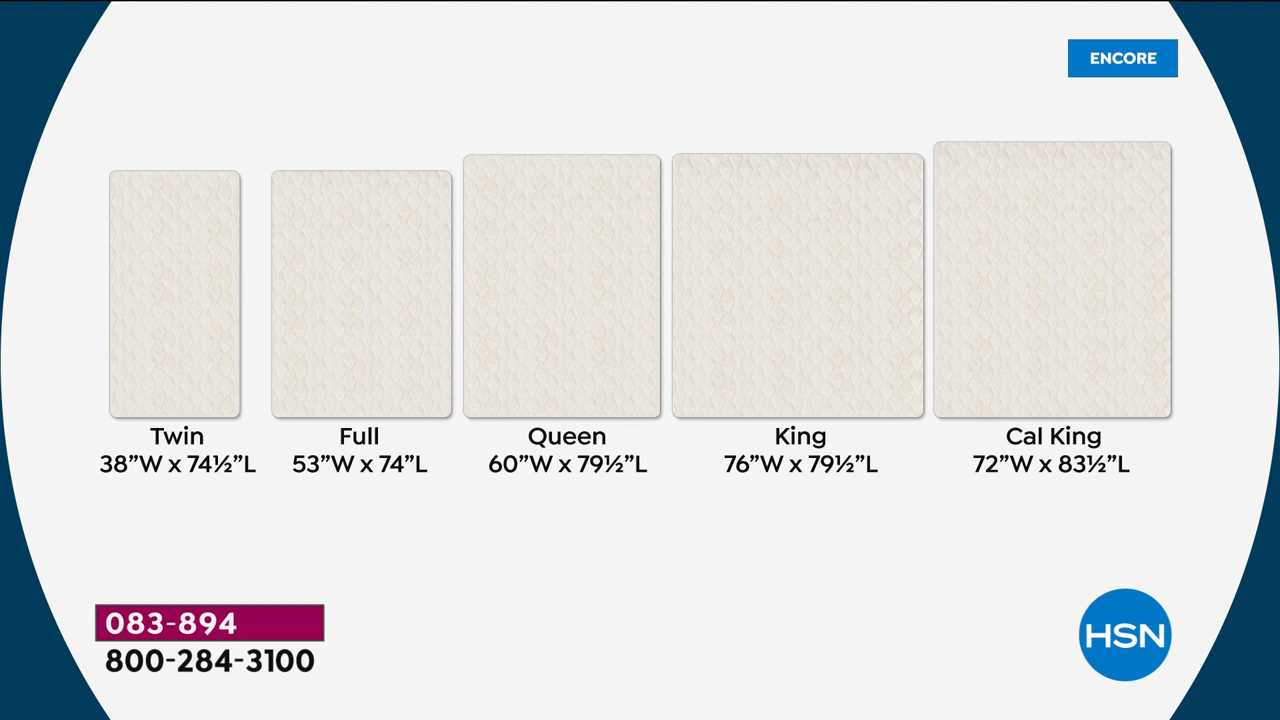 ENCORE
Twin
38”W x 74½”L
Full
53”W x 74”L
Queen
60”W x 79½”L
King
76”W x 79½”L
Cal King
72”W x 83½”L
083-894
800-284-3100
HSN